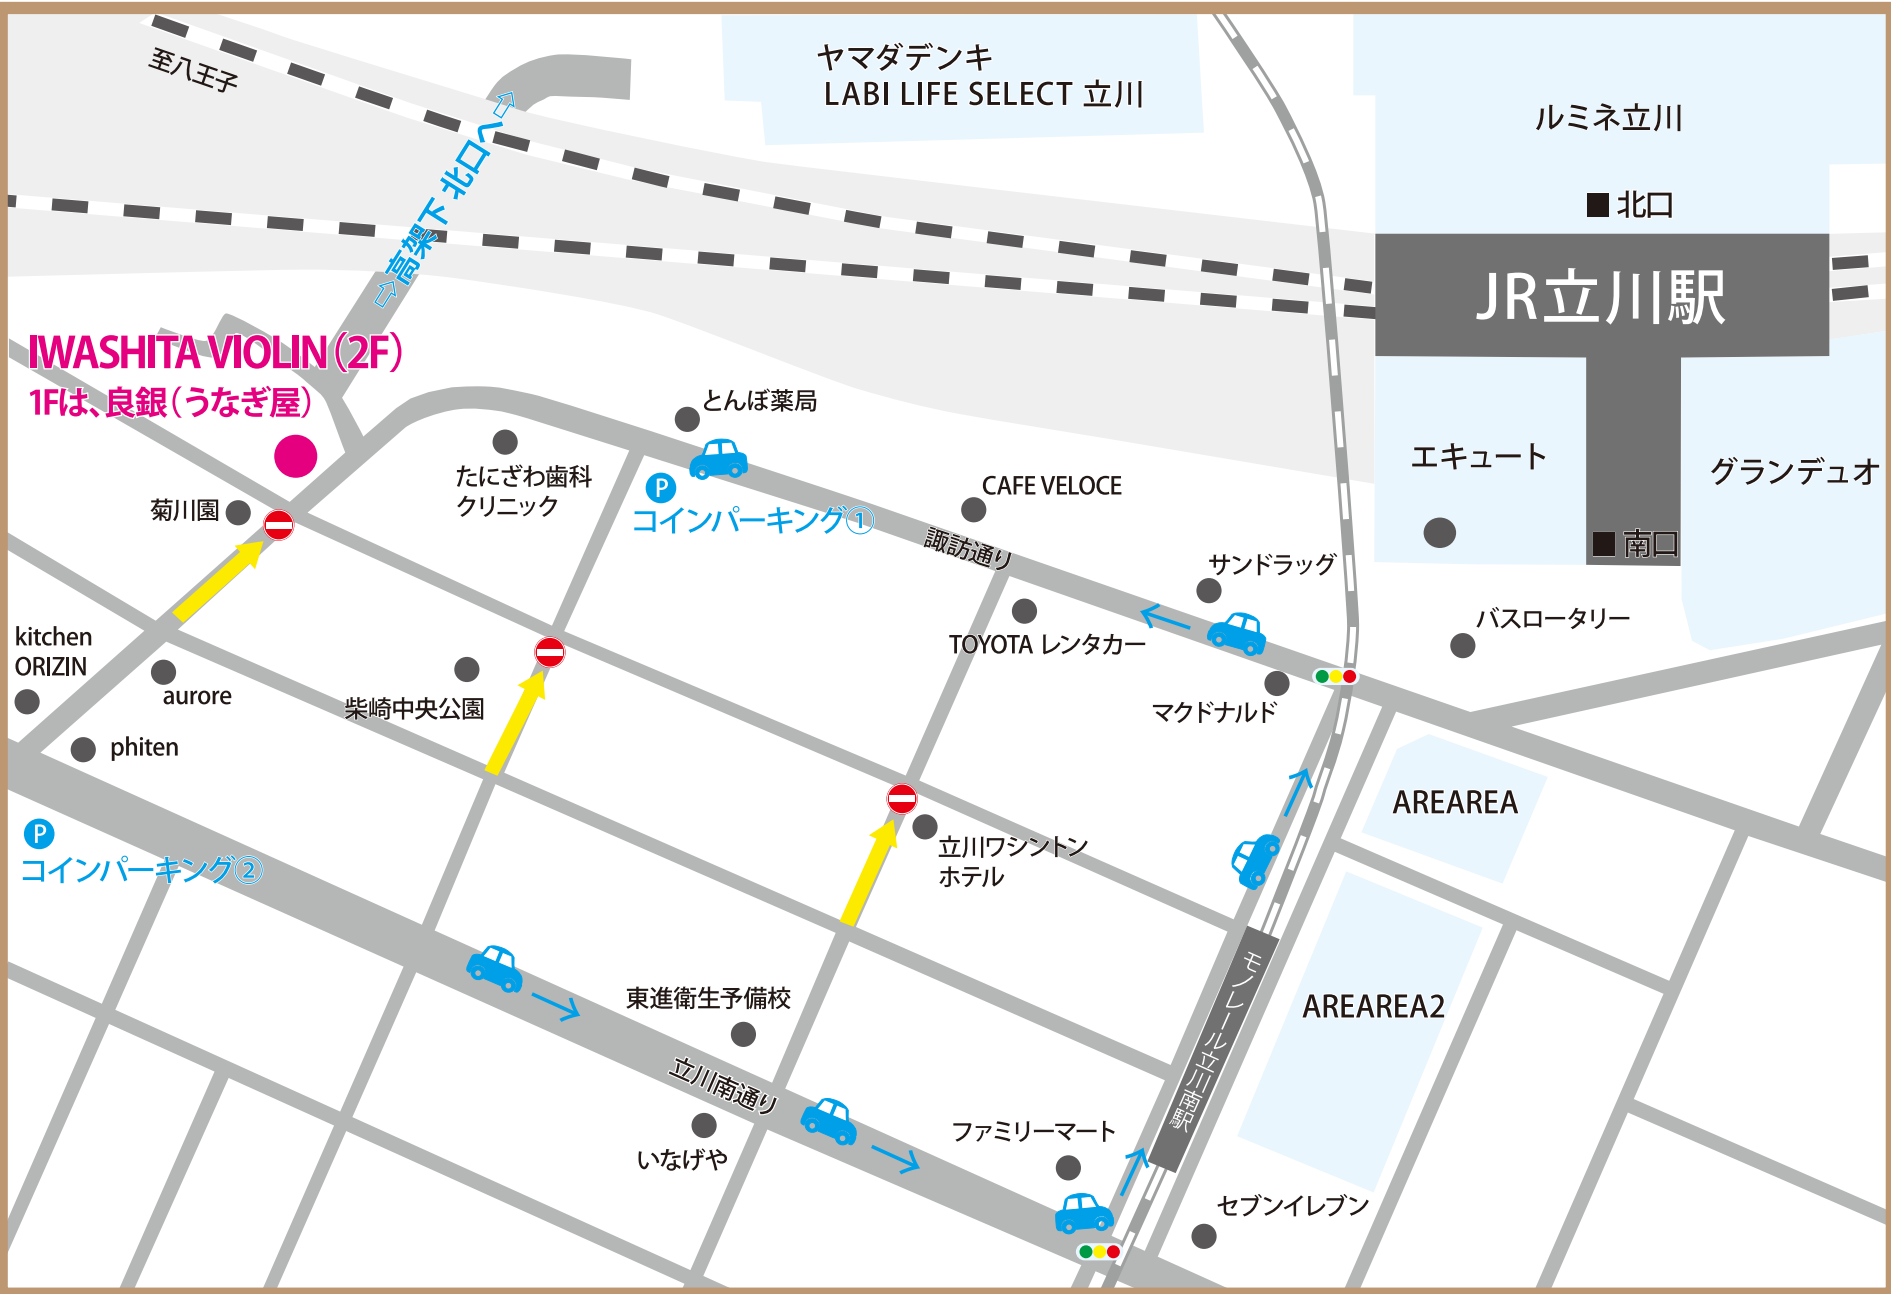 至八王子
ヤマダデンキ
LABI LIFE SELECT 立川
ルミネ立川
北口
高架下 北口へ
JR立川駅
IWASHITA VIOLIN（2F）
1Fは、良銀（うなぎ屋）
とんぼ薬局
エキュート
グランデュオ
たにざわ歯科
クリニック
P
コインパーキング①
CAFE VELOCE
菊川園
諏訪通り
南口
サンドラッグ
バスロータリー
TOYOTA レンタカー
kitchen
ORIZIN
aurore
柴崎中央公園
マクドナルド
phiten
AREAREA
P
コインパーキング②
立川ワシントン
ホテル
東進衛生予備校
モノレール立川南駅
AREAREA2
立川南通り
いなげや
ファミリーマート
セブンイレブン